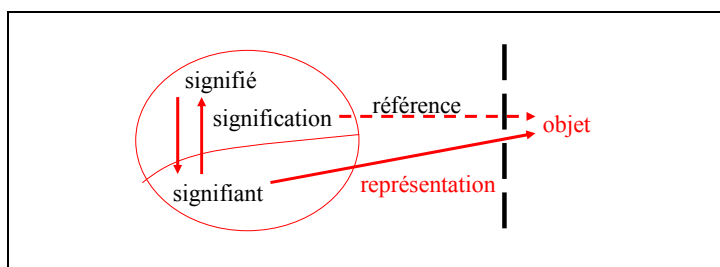 signifié
signification
référence
objet
signifiant
représentation